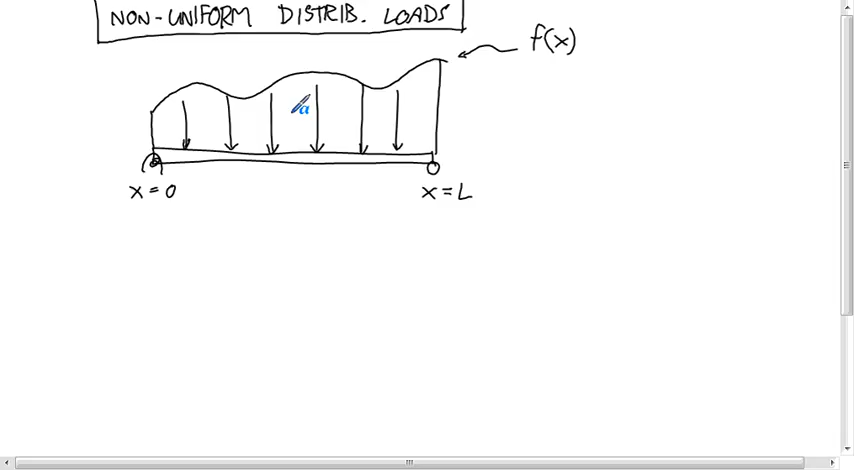 NON-UNIFORM DISTRIB. LOADS
f(x)
x = 0
x = L